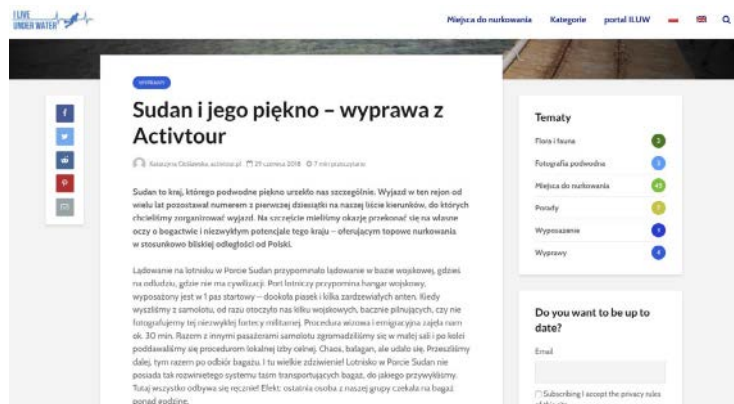 I LIVE
UNDER WATER
Miejsca do nurkowania Kategorie portal ILUW
WYPRAWY
Sudan i jego piękno – wyprawa z
Activtour
29 czerwca 2018 7 min przeczytano
Sudan to kraj, którego podwodne piękno urzekło nas szczególnie. Wyjazd w ten rejon od
wielu lat pozostawał numerem z pierwszej dziesiątki na naszej liście kierunków, do których
chcieliśmy zorganizować wyjazd. Na szczęście mieliśmy okazję przekonać się na własne
oczy o bogactwie i niezwykłym potencjale tego kraju – oferującym topowe nurkowania
w stosunkowo bliskiej odległości od Polski.
Lądowanie na lotnisku w Porcie Sudan przypominało lądowanie w bazie wojskowej, gdzieś
na odludziu, gdzie nie ma cywilizacji. Port lotniczy przypomina hangar wojskowy,
wyposażony jest w 1 pas startowy – dookoła piasek i kilka zardzewiałych anten. Kiedy
wyszliśmy z samolotu, od razu otoczyło nas kilku wojskowych, bacznie pilnujących, czy nie
fotografujemy tej niezwykłej fortecy militarnej. Procedura wizowa i emigracyjna zajęła nam
ok. 30 min. Razem z innymi pasażerami samolotu zgromadziliśmy się w małej sali i po kolei
poddawaliśmy się procedurom lokalnej izby celnej. Chaos, bałagan, ale udało się. Przeszliśmy
dalej, tym razem po odbiór bagażu. I tu wielkie zdziwienie! Lotnisko w Porcie Sudan nie
posiada tak rozwiniętego systemu taśm transportujących bagaż, do jakiego przywykliśmy.
Tutaj wszystko odbywa się ręcznie! Efekt: ostatnia osoba z naszej grupy czekała na bagaż
ponad godzinę.
Tematy
Flora i fauna
Fotografia podwodna
Miejsca do nurkowania 43
Porady
Wyposażenie
Wyprawy
Do you want to be up to
date?
Email
Subscribing I accept the privacy rules
of this site